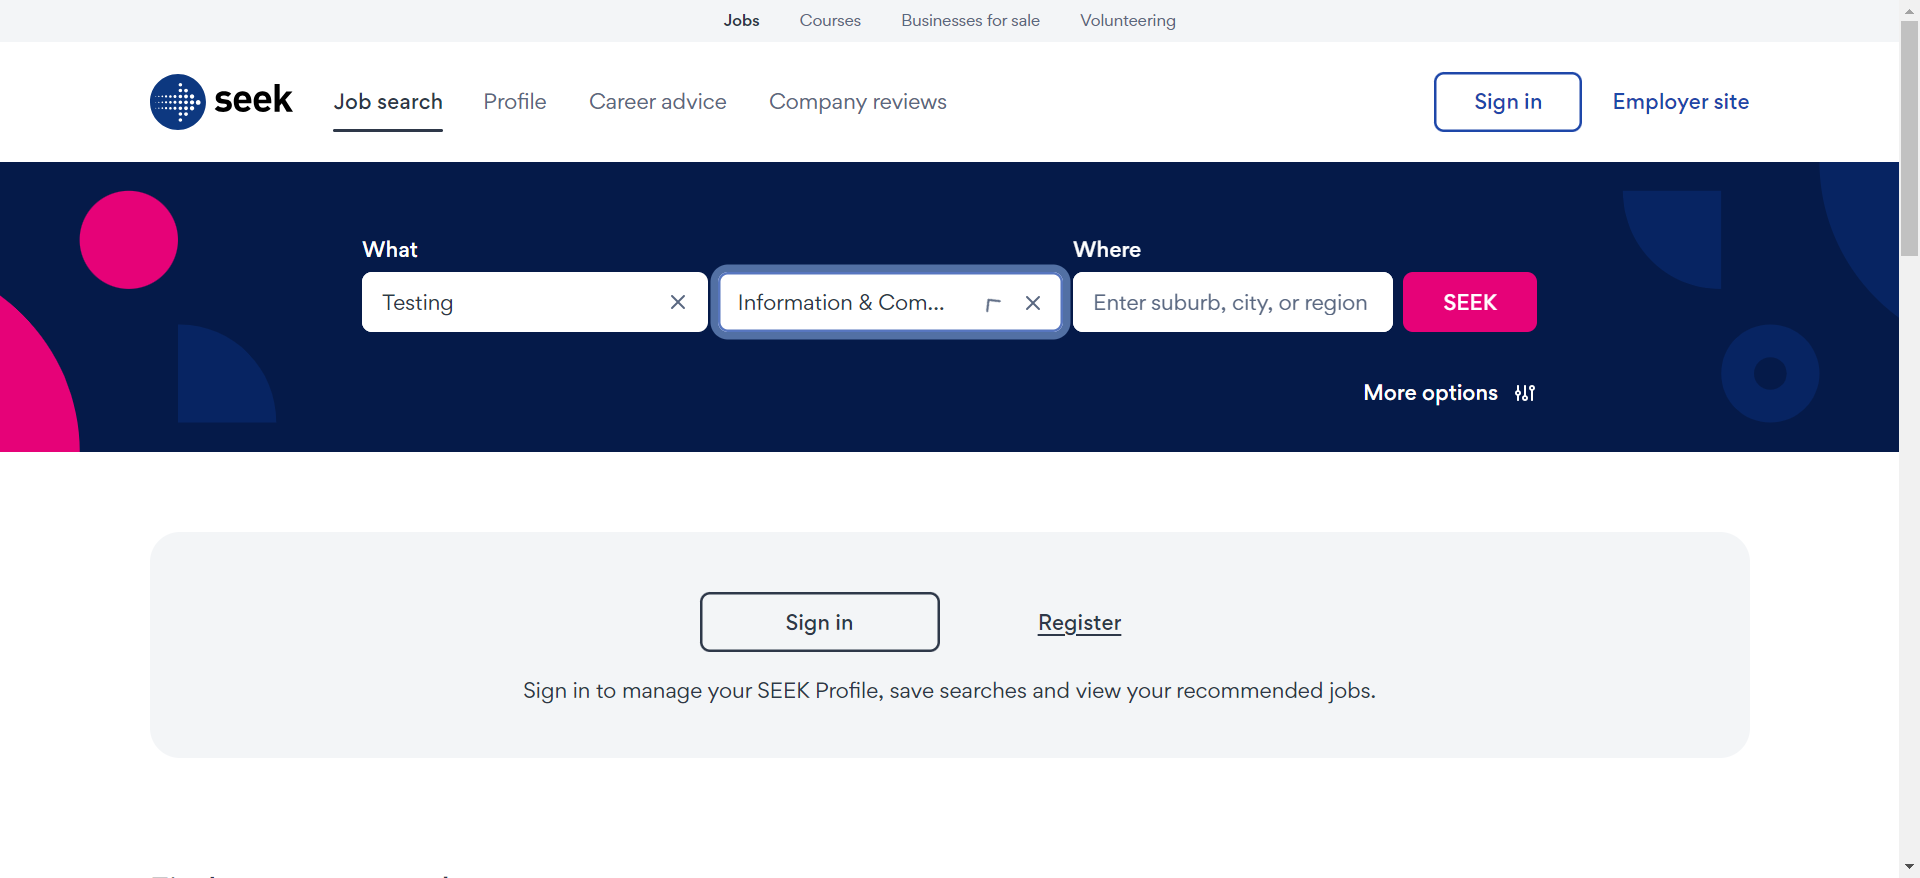 Jobs Courses Businesses for sale Volunteering
seek Job search Profile Career advice Company reviews Sign in Employer site
What Where
Testing Information & Com... Enter suburb, city, or region SEEK
More options
Sign in Register
Sign in to manage your SEEK Profile, save searches and view your recommended jobs.